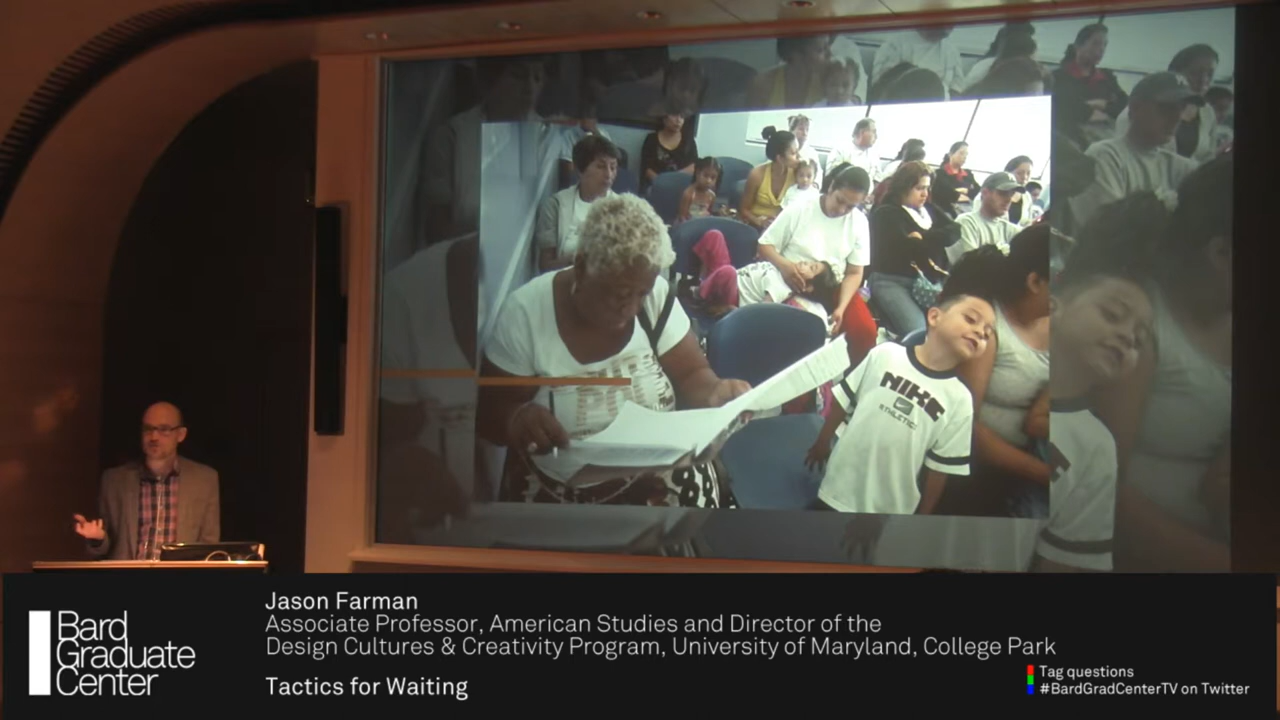 NIKE
ATHLETIC
Bard
Graduate
Center
Jason Farman
Associate Professor, American Studies and Director of the
Design Cultures & Creativity Program, University of Maryland, College Park
Tactics for Waiting
Tag questions
#BardGradCenterTV on Twitter